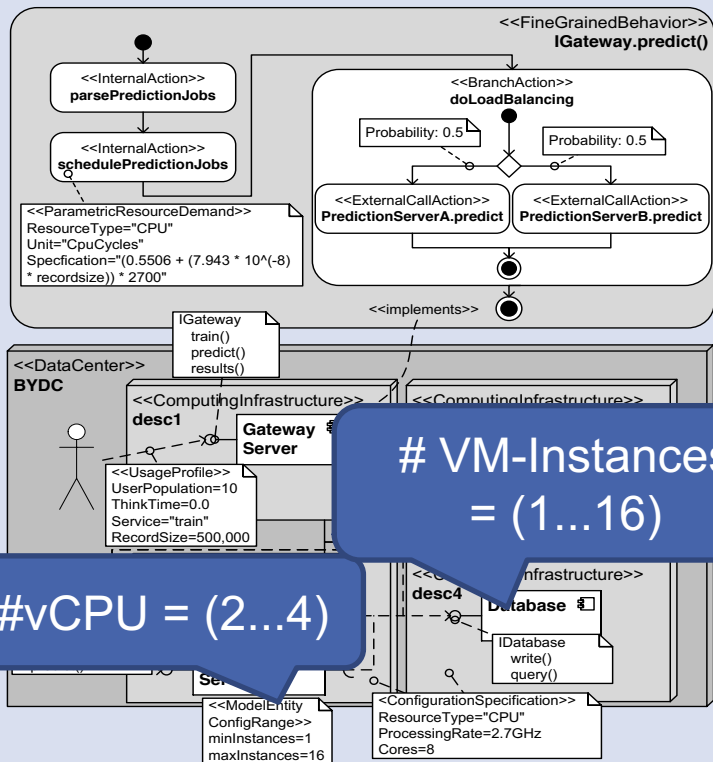 <<FineGrainedBehavior>>
IGateway.predict()
<<InternalAction>>
parsePredictionJobs
<<InternalAction>>
schedulePredictionJobs
<<ParametricResourceDemand>>
ResourceType="CPU"
Unit="CpuCycles"
Specfication="(0.5506 + (7.943 * 10^(-8)
* recordsize)) * 2700"
<<BranchAction>>
doLoadBalancing
Probability: 0.5
Probability: 0.5
<<ExternalCallAction>>
PredictionServerA.predict
<<ExternalCallAction>>
PredictionServerB.predict
<<implements>>
IGateway
train()
predict()
results()
<<DataCenter>>
BYDC
<<ComputingInfrastructure>>
desc1
Gateway
Server
<<ComputingInfrastructure>>
<<UsageProfile>>
UserPopulation=10
ThinkTime=0.0
Service="train"
RecordSize=500,000
# VM-Instances
= (1...16)
#vCPU = (2...4)
nfrastructure>>
desc4
Database
IDatabase
write()
query()
<<ModelEntity
ConfigRange>>
minInstances=1
maxInstances=16
<ConfigurationSpecification>>
ResourceType="CPU"
ProcessingRate=2.7GHz
Cores=8